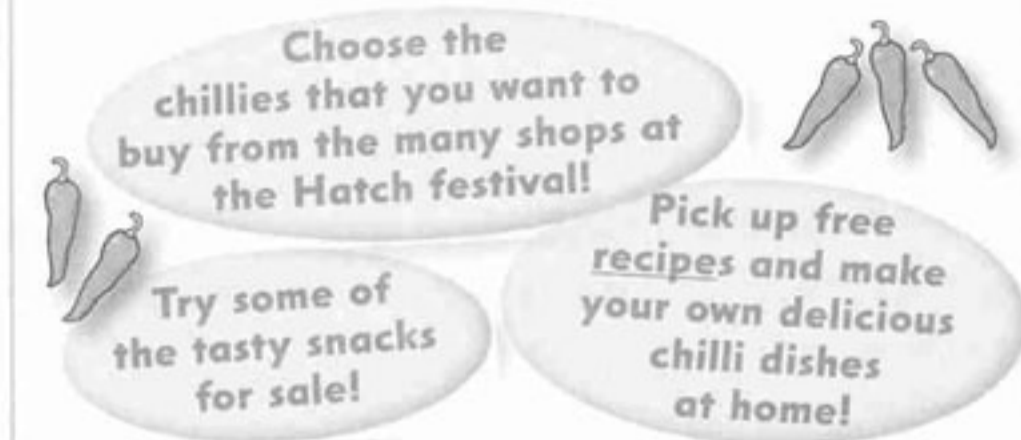 Choose the
chillies that you want to
buy from the many shops at
the Hatch festival!
Pick up free
recipes and make
your own delicious
chilli dishes
at home!
Try some of
the tasty snacks
for sale!